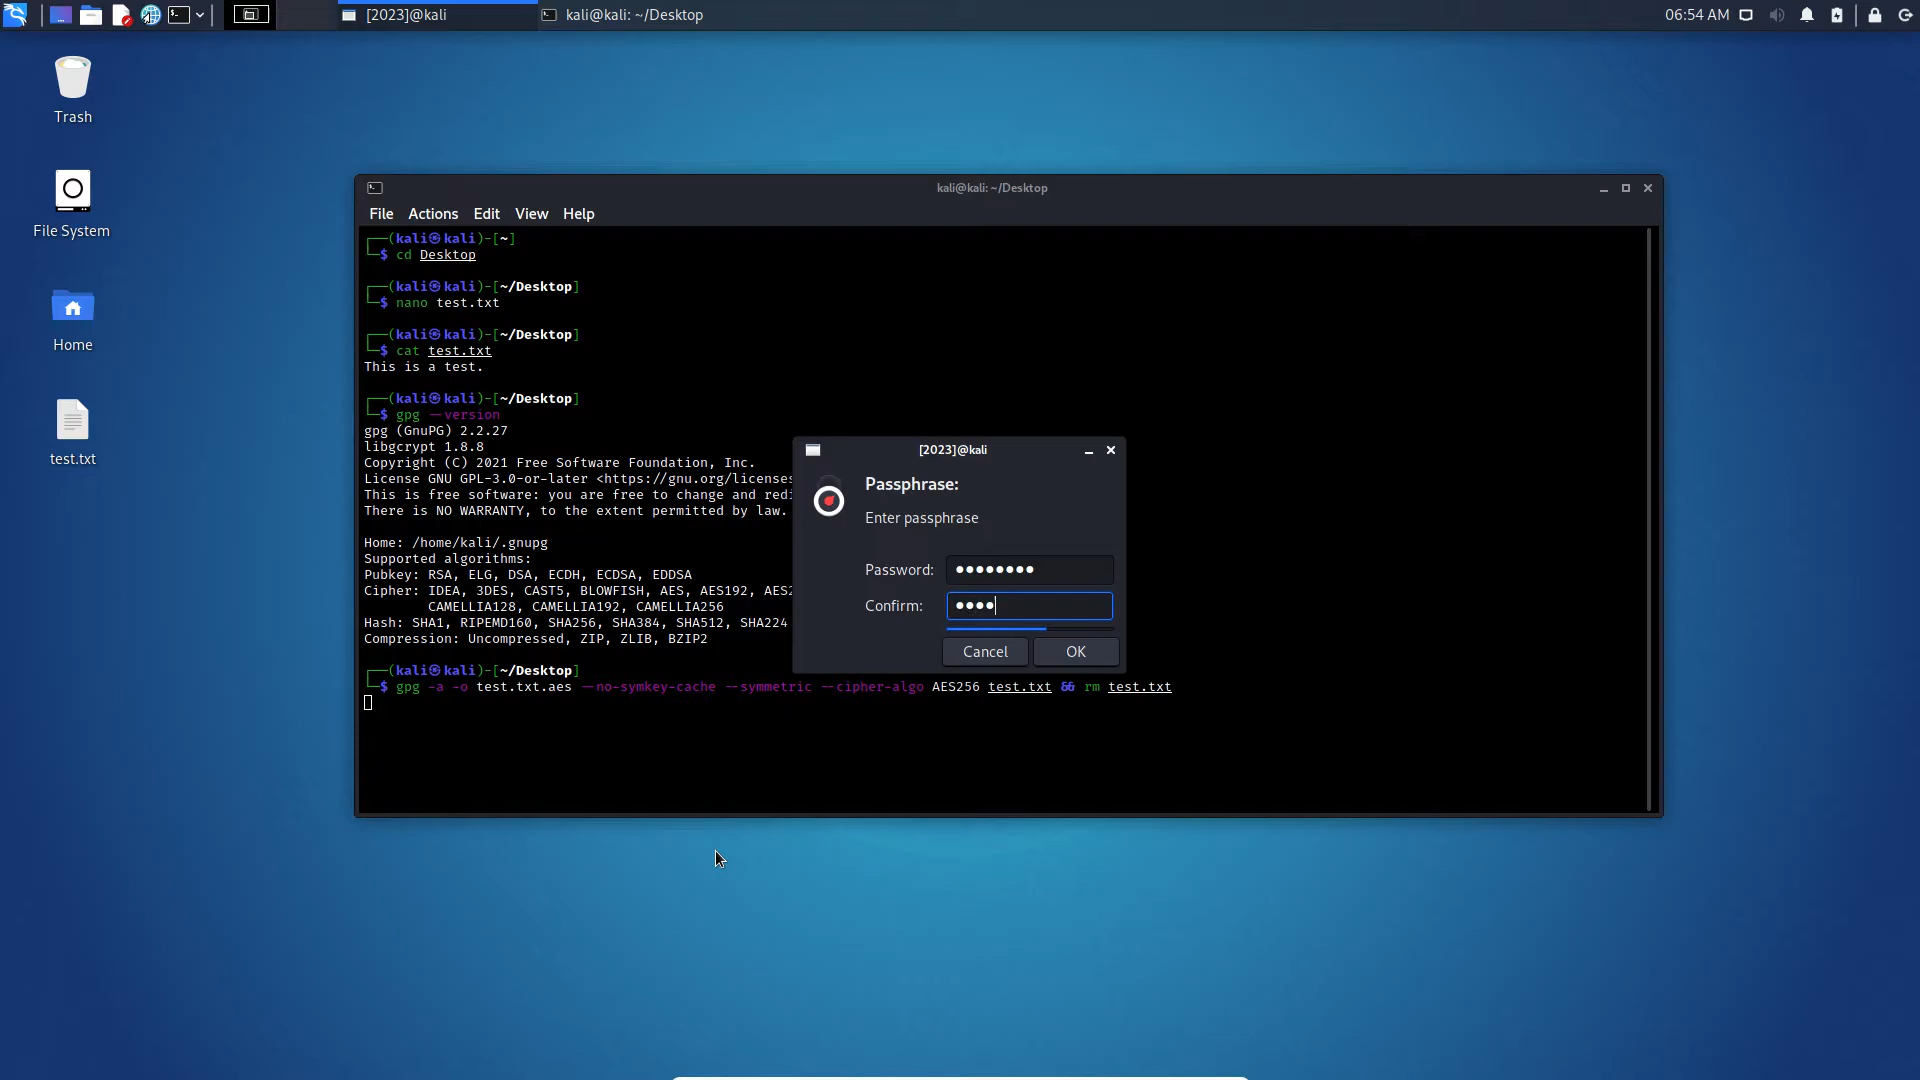 [2023]@kali
kali@kali: ~/Desktop
06:54 AM
Trash
File System
Home
test.txt
kali@kali: ~/Desktop
File Actions Edit View Help
┌──(kali㉿kali)-[~]
└─$ cd Desktop
┌──(kali㉿kali)-[~/Desktop]
└─$ nano test.txt
┌──(kali㉿kali)-[~/Desktop]
└─$ cat test.txt
This is a test.
┌──(kali㉿kali)-[~/Desktop]
└─$ gpg --version
gpg (GnuPG) 2.2.27
libgcrypt 1.8.8
Copyright (C) 2021 Free Software Foundation, Inc.
License GNU GPL-3.0-or-later <https://gnu.org/licenses
This is free software: you are free to change and redi
There is NO WARRANTY, to the extent permitted by law.
Home: /home/kali/.gnupg
Supported algorithms:
Pubkey: RSA, ELG, DSA, ECDH, ECDSA, EDDSA
Cipher: IDEA, 3DES, CAST5, BLOWFISH, AES, AES192, AES2
CAMELLIA128, CAMELLIA192, CAMELLIA256
Hash: SHA1, RIPEMD160, SHA256, SHA384, SHA512, SHA224
Compression: Uncompressed, ZIP, ZLIB, BZIP2
┌──(kali㉿kali)-[~/Desktop]
└─$ gpg -a -o test.txt.aes --no-symkey-cache --symmetric --cipher-algo AES256 test.txt && rm test.txt
[2023]@kali
Passphrase:
Enter passphrase
Password: ●●●●●●●●
Confirm: ●●●●
Cancel
OK